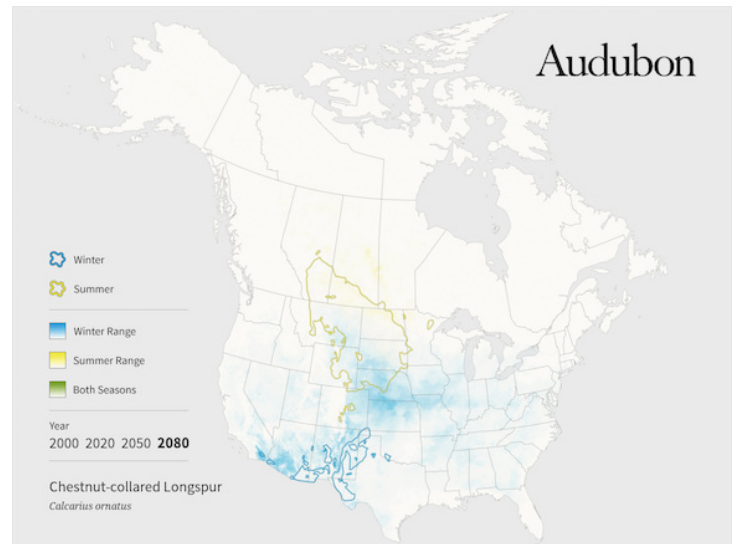 Audubon
Winter
Summer
Winter Range
Summer Range
Both Seasons
Year
2000 2020 2050 2080
Chestnut-collared Longspur
Calcarius ornatus